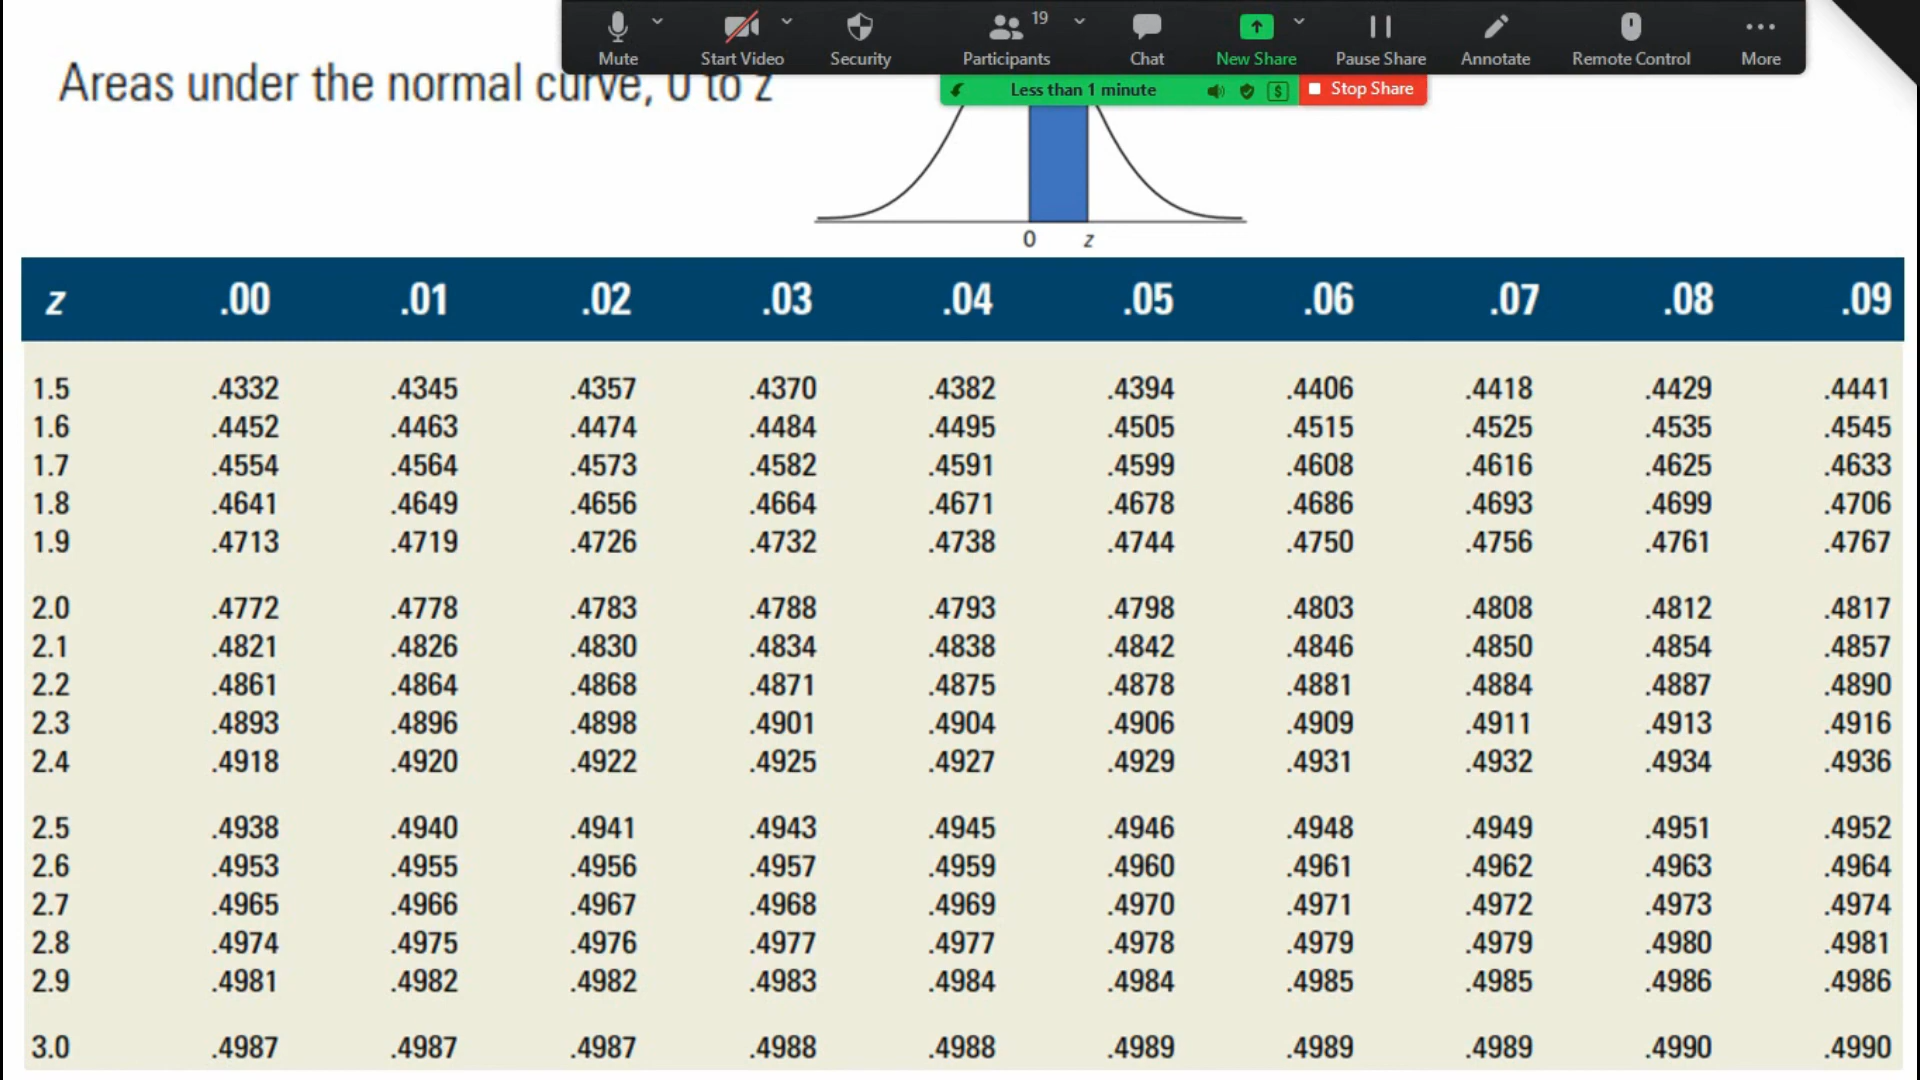 Mute Start Video Security Participants 19 Chat New Share Pause Share Annotate Remote Control More
Less than 1 minute Stop Share
Areas under the normal curve, 0 to z
0 z
z .00 .01 .02 .03 .04 .05 .06 .07 .08 .09
1.5 .4332 .4345 .4357 .4370 .4382 .4394 .4406 .4418 .4429 .4441
1.6 .4452 .4463 .4474 .4484 .4495 .4505 .4515 .4525 .4535 .4545
1.7 .4554 .4564 .4573 .4582 .4591 .4599 .4608 .4616 .4625 .4633
1.8 .4641 .4649 .4656 .4664 .4671 .4678 .4686 .4693 .4699 .4706
1.9 .4713 .4719 .4726 .4732 .4738 .4744 .4750 .4756 .4761 .4767
2.0 .4772 .4778 .4783 .4788 .4793 .4798 .4803 .4808 .4812 .4817
2.1 .4821 .4826 .4830 .4834 .4838 .4842 .4846 .4850 .4854 .4857
2.2 .4861 .4864 .4868 .4871 .4875 .4878 .4881 .4884 .4887 .4890
2.3 .4893 .4896 .4898 .4901 .4904 .4906 .4909 .4911 .4913 .4916
2.4 .4918 .4920 .4922 .4925 .4927 .4929 .4931 .4932 .4934 .4936
2.5 .4938 .4940 .4941 .4943 .4945 .4946 .4948 .4949 .4951 .4952
2.6 .4953 .4955 .4956 .4957 .4959 .4960 .4961 .4962 .4963 .4964
2.7 .4965 .4966 .4967 .4968 .4969 .4970 .4971 .4972 .4973 .4974
2.8 .4974 .4975 .4976 .4977 .4977 .4978 .4979 .4979 .4980 .4981
2.9 .4981 .4982 .4982 .4983 .4984 .4984 .4985 .4985 .4986 .4986
3.0 .4987 .4987 .4987 .4988 .4988 .4989 .4989 .4989 .4990 .4990